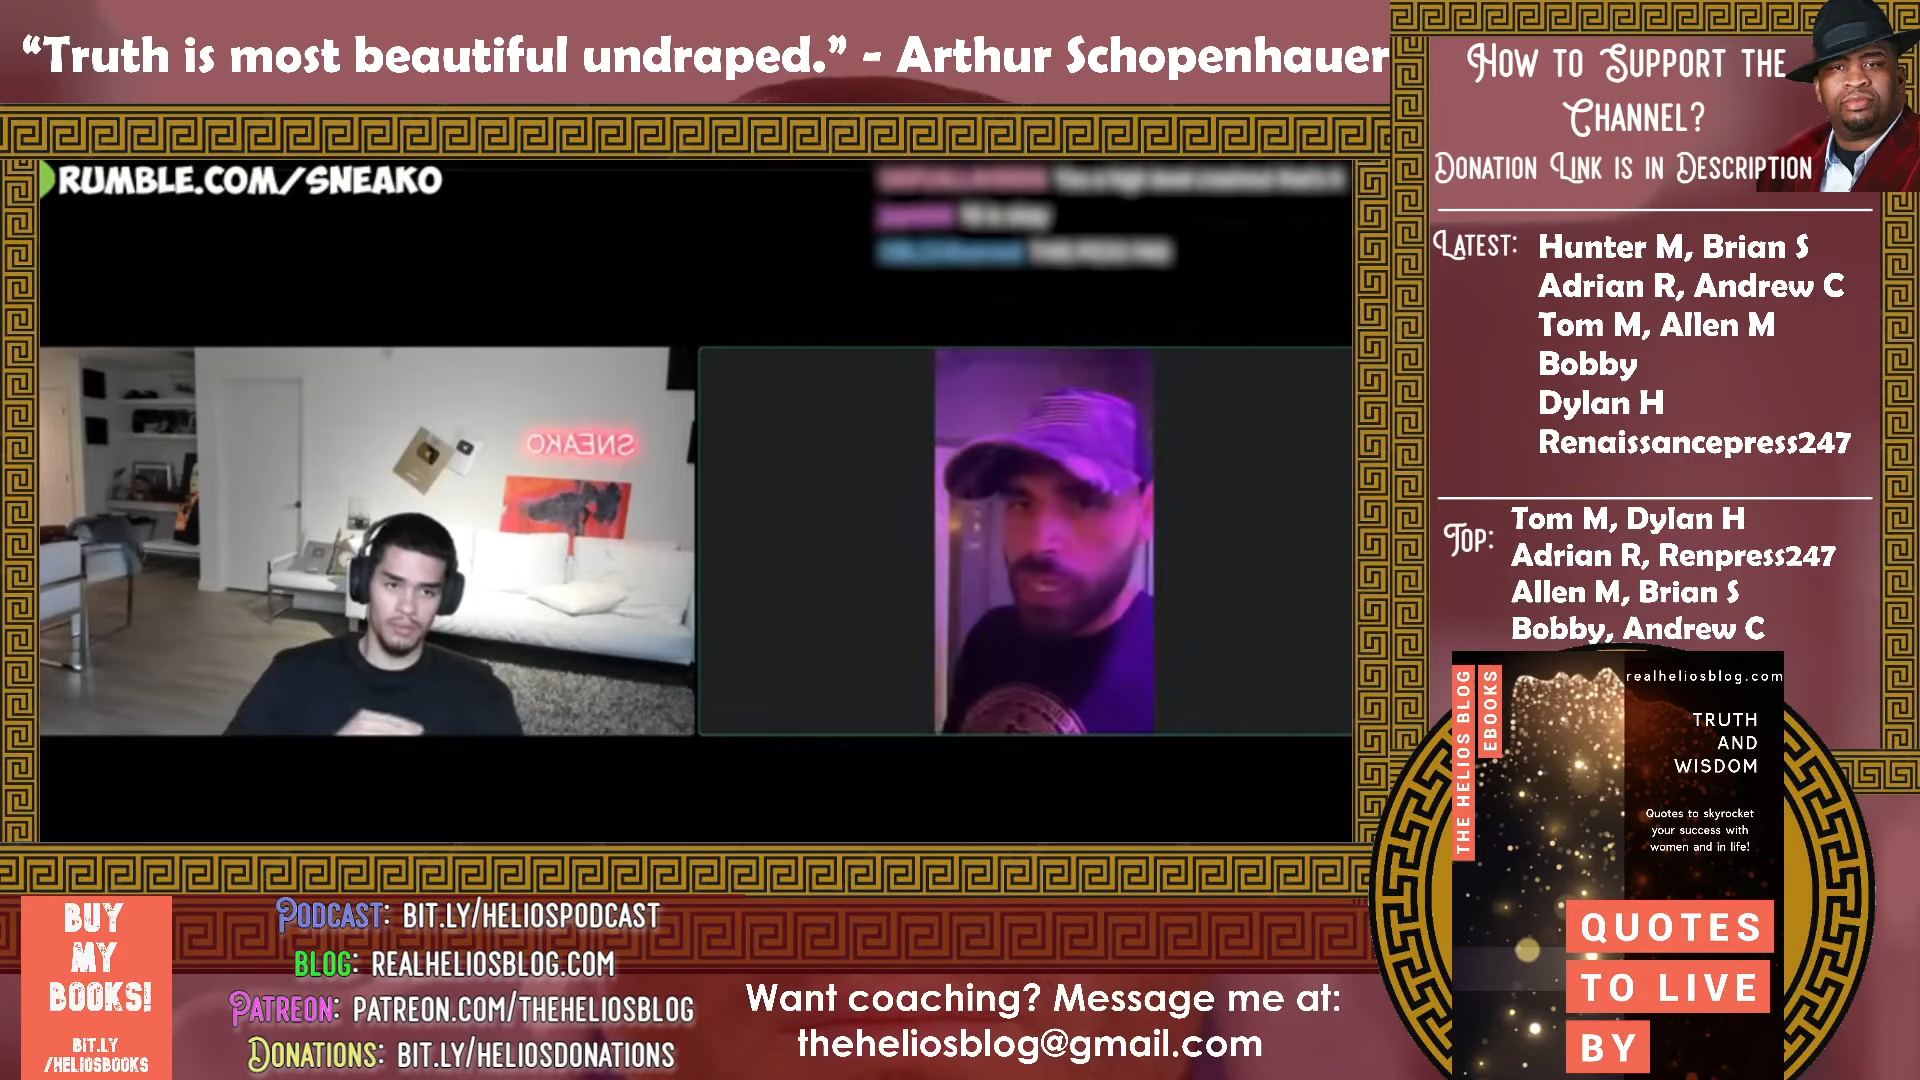 “Truth is most beautiful undraped.” - Arthur Schopenhauer
RUMBLE.COM/SNEAKO
SNEAKO
How to Support the
Channel?
Donation Link is in Description
Latest:
Hunter M, Brian S
Adrian R, Andrew C
Tom M, Allen M
Bobby
Dylan H
Renaissancepress247
Top:
Tom M, Dylan H
Adrian R, Renpress247
Allen M, Brian S
Bobby, Andrew C
THE HELIOS BLOG
EBOOKS
realheliosblog.com
TRUTH
AND
WISDOM
Quotes to skyrocket
your success with
women and in life!
QUOTES
TO LIVE
BY
BUY
MY
BOOKS!
BIT.LY
/HELIOSBOOKS
Podcast: BIT.LY/HELIOSPODCAST
BLOG: REALHELIOSBLOG.COM
Patreon: PATREON.COM/THEHELIOSBLOG
Donations: BIT.LY/HELIOSDONATIONS
Want coaching? Message me at:
theheliosblog@gmail.com